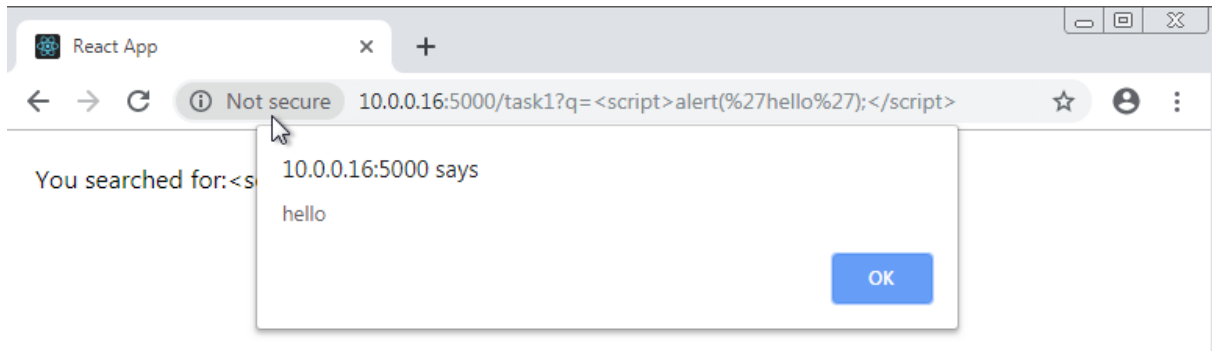 React App
Not secure 10.0.0.16:5000/task1?q=<script>alert(%27hello%27);</script>
10.0.0.16:5000 says
You searched for:<s
hello
OK